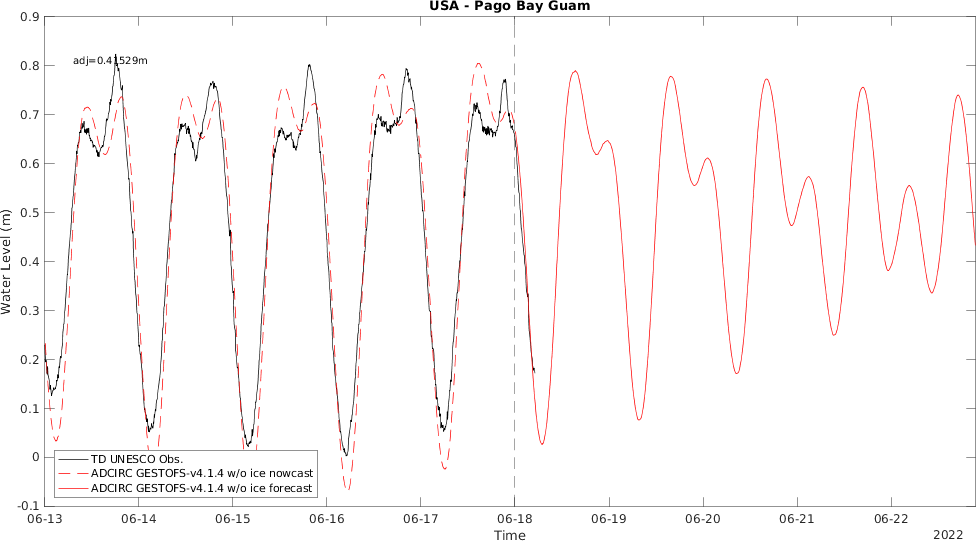 USA - Pago Bay Guam
0.9
0.8
0.7
0.6
0.5
0.4
0.3
0.2
0.1
0
-0.1
Water Level (m)
adj=0.41529m
TD UNESCO Obs.
ADCIRC GESTOFS-v4.1.4 w/o ice nowcast
ADCIRC GESTOFS-v4.1.4 w/o ice forecast
06-13 06-14 06-15 06-16 06-17 06-18 06-19 06-20 06-21 06-22
Time
2022